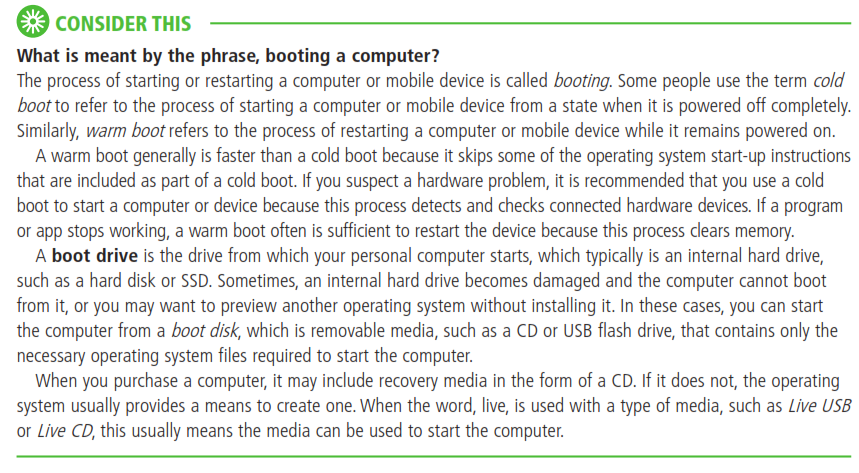 CONSIDER THIS
What is meant by the phrase, booting a computer?
The process of starting or restarting a computer or mobile device is called booting. Some people use the term cold
boot to refer to the process of starting a computer or mobile device from a state when it is powered off completely.
Similarly, warm boot refers to the process of restarting a computer or mobile device while it remains powered on.
A warm boot generally is faster than a cold boot because it skips some of the operating system start-up instructions
that are included as part of a cold boot. If you suspect a hardware problem, it is recommended that you use a cold
boot to start a computer or device because this process detects and checks connected hardware devices. If a program
or app stops working, a warm boot often is sufficient to restart the device because this process clears memory.
A boot drive is the drive from which your personal computer starts, which typically is an internal hard drive,
such as a hard disk or SSD. Sometimes, an internal hard drive becomes damaged and the computer cannot boot
from it, or you may want to preview another operating system without installing it. In these cases, you can start
the computer from a boot disk, which is removable media, such as a CD or USB flash drive, that contains only the
necessary operating system files required to start the computer.
When you purchase a computer, it may include recovery media in the form of a CD. If it does not, the operating
system usually provides a means to create one. When the word, live, is used with a type of media, such as Live USB
or Live CD, this usually means the media can be used to start the computer.